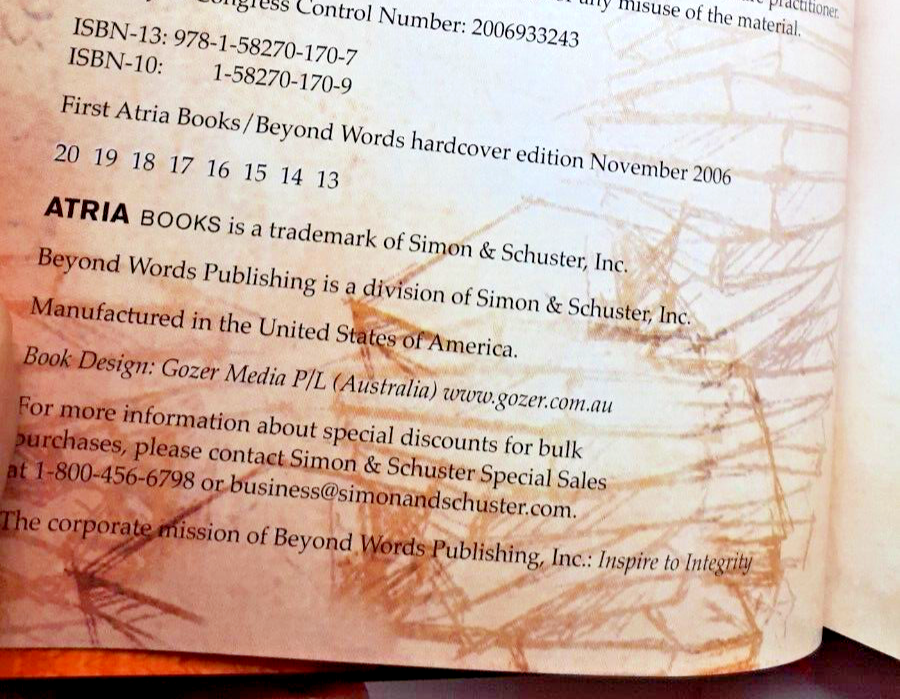 any misuse of the material.
practitioner.
Congress Control Number: 2006933243
ISBN-13: 978-1-58270-170-7
ISBN-10: 1-58270-170-9
First Atria Books/Beyond Words hardcover edition November 2006
20 19 18 17 16 15 14 13
ATRIA BOOKS is a trademark of Simon & Schuster, Inc.
Beyond Words Publishing is a division of Simon & Schuster, Inc.
Manufactured in the United States of America.
Book Design: Gozer Media P/L (Australia) www.gozer.com.au
For more information about special discounts for bulk
purchases, please contact Simon & Schuster Special Sales
at 1-800-456-6798 or business@simonandschuster.com.
The corporate mission of Beyond Words Publishing, Inc.: Inspire to Integrity